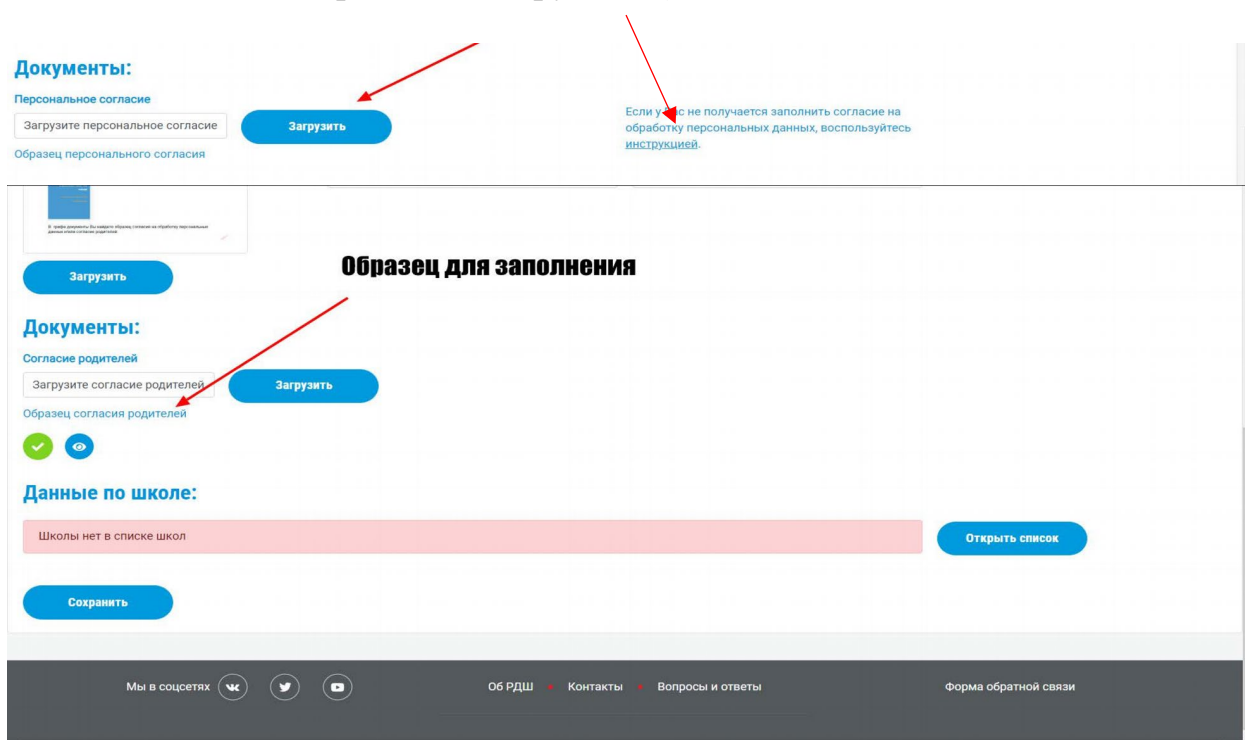 Документы:
Персональное согласие
Загрузите персональное согласие
Загрузить
Образец персонального согласия
Если у Вас не получается заполнить согласие на
обработку персональных данных, воспользуйтесь
инструкцией.
Загрузить
Образец для заполнения
Документы:
Согласие родителей
Загрузите согласие родителей
Загрузить
Образец согласия родителей
Данные по школе:
Школы нет в списке школ
Открыть список
Сохранить
Мы в соцсетях
Об РДШ
Контакты
Вопросы и ответы
Форма обратной связи